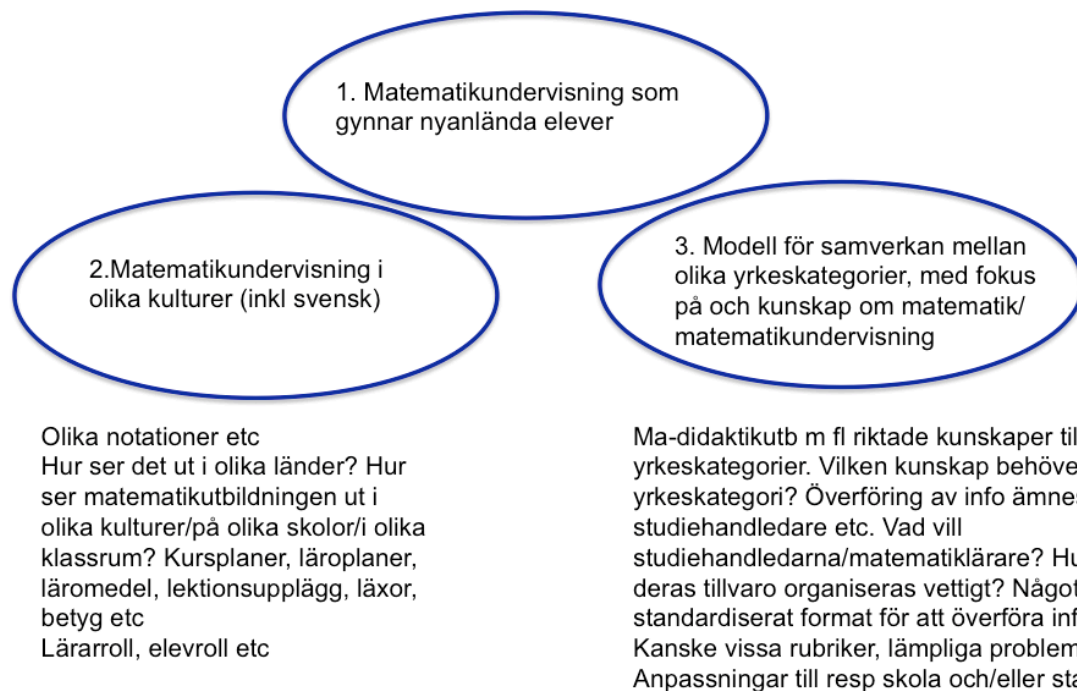 1. Matematikundervisning som
gynnar nyanlända elever
2.Matematikundervisning i
olika kulturer (inkl svensk)
3. Modell för samverkan mellan
olika yrkeskategorier, med fokus
på och kunskap om matematik/
matematikundervisning
Olika notationer etc
Hur ser det ut i olika länder? Hur
ser matematikutbildningen ut i
olika kulturer/på olika skolor/i olika
klassrum? Kursplaner, läroplaner,
läromedel, lektionsupplägg, läxor,
betyg etc
Lärarroll, elevroll etc
Ma-didaktikutb m fl riktade kunskaper
yrkeskategorier. Vilken kunskap
yrkeskategori? Överföring av info
studiehandledare etc. Vad vill
studiehandledarna/matematiklärare?
deras tillvaro organiseras vettigt?
standardiserat format för att överföra
Kanske vissa rubriker, lämpliga
Anpassningar till resp skola och/eller